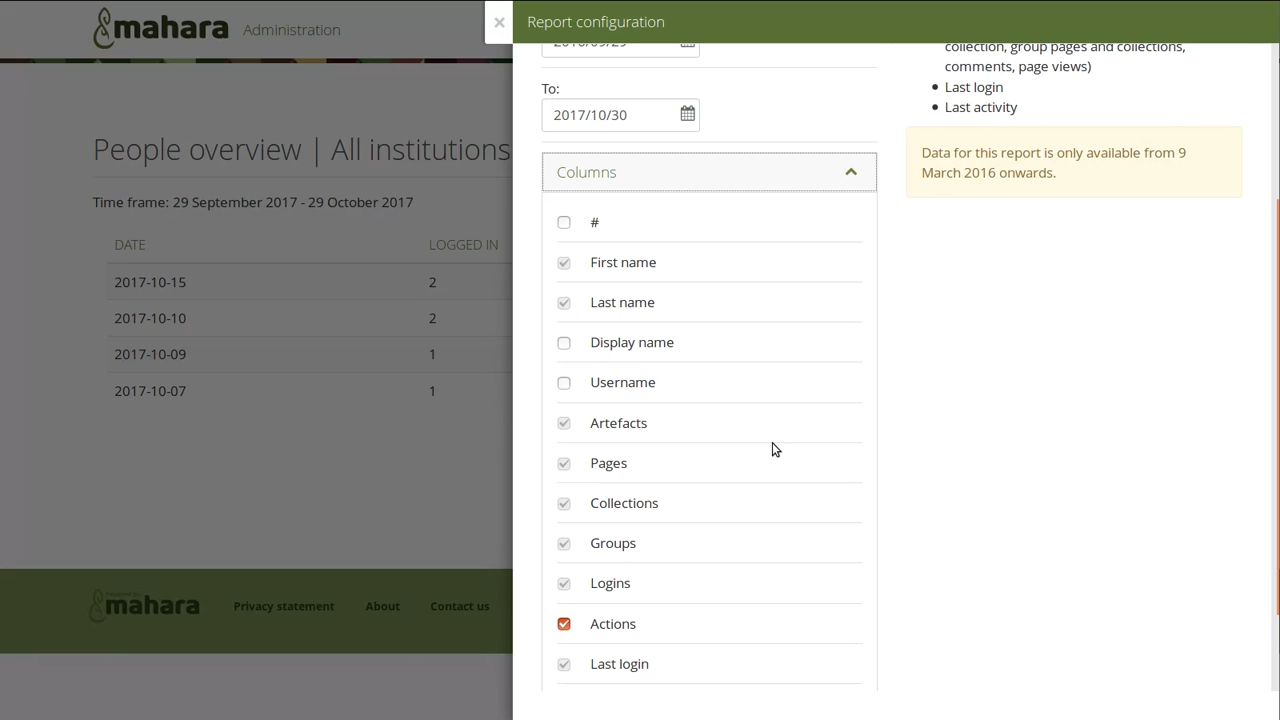 mahara Administration
× Report configuration
People overview | All institutions
Time frame: 29 September 2017 - 29 October 2017
DATE LOGGED IN
2017-10-15 2
2017-10-10 2
2017-10-09 1
2017-10-07 1
mahara Privacy statement About Contact us
To:
2017/10/30
Columns
#
First name
Last name
Display name
Username
Artefacts
Pages
Collections
Groups
Logins
Actions
Last login
collection, group pages and collections,
comments, page views)
Last login
Last activity
Data for this report is only available from 9
March 2016 onwards.